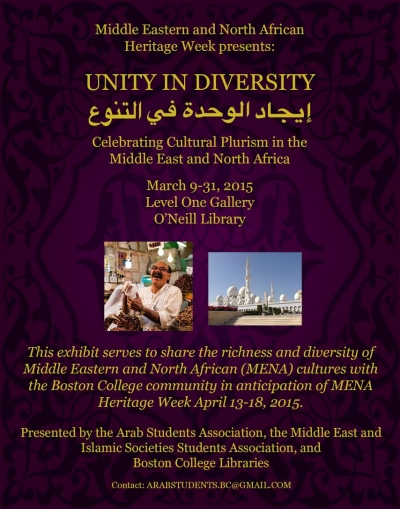 Middle Eastern and North African
Heritage Week presents:
UNITY IN DIVERSITY
إيجاد الوحدة في التنوع
Celebrating Cultural Plurism in the
Middle East and North Africa
March 9-31, 2015
Level One Gallery
O'Neill Library
This exhibit serves to share the richness and diversity of
Middle Eastern and North African (MENA) cultures with
the Boston College community in anticipation of MENA
Heritage Week April 13-18, 2015.
Presented by the Arab Students Association, the Middle East and
Islamic Societies Students Association, and
Boston College Libraries
Contact: ARABSTUDENTS.BC@GMAIL.COM